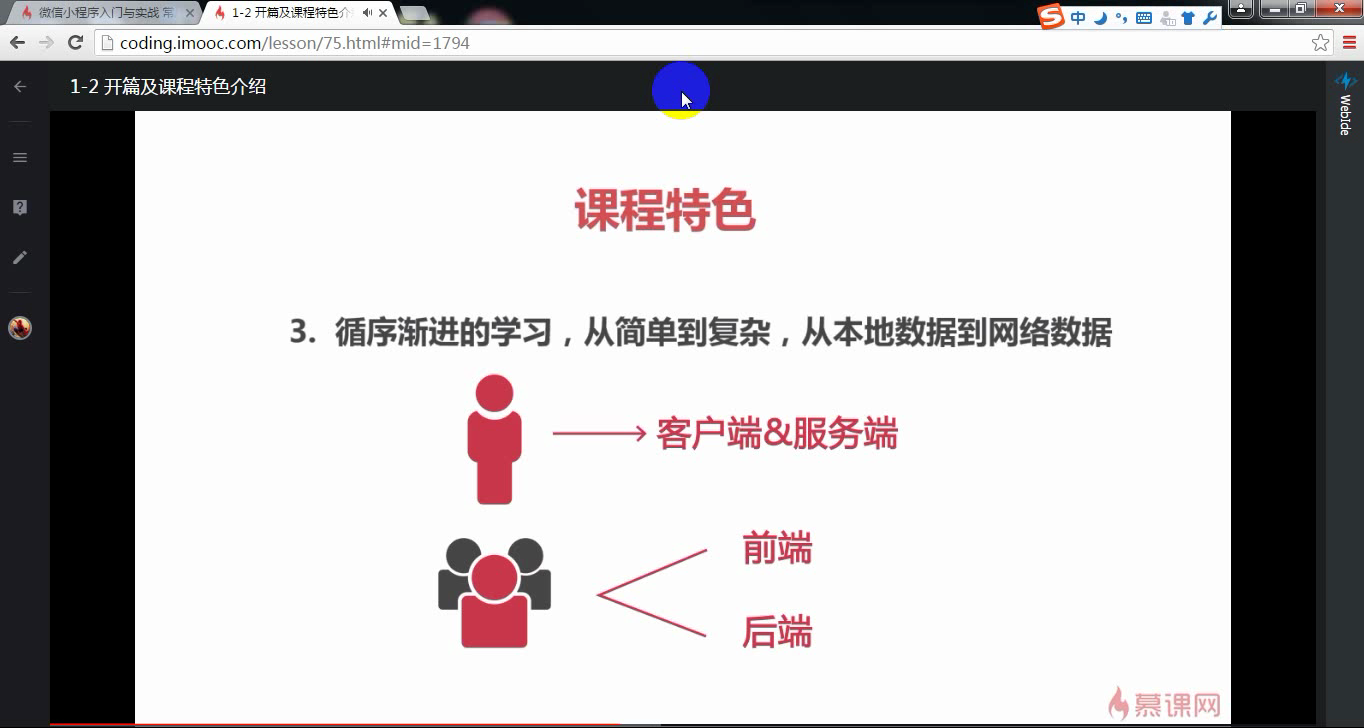 微信小程序入门与实战 常
1-2 开篇及课程特色介
中
coding.imooc.com/lesson/75.html#mid=1794
1-2 开篇及课程特色介绍
WebIde
课程特色
3. 循序渐进的学习，从简单到复杂，从本地数据到网络数据
客户端&服务端
前端
后端
慕课网